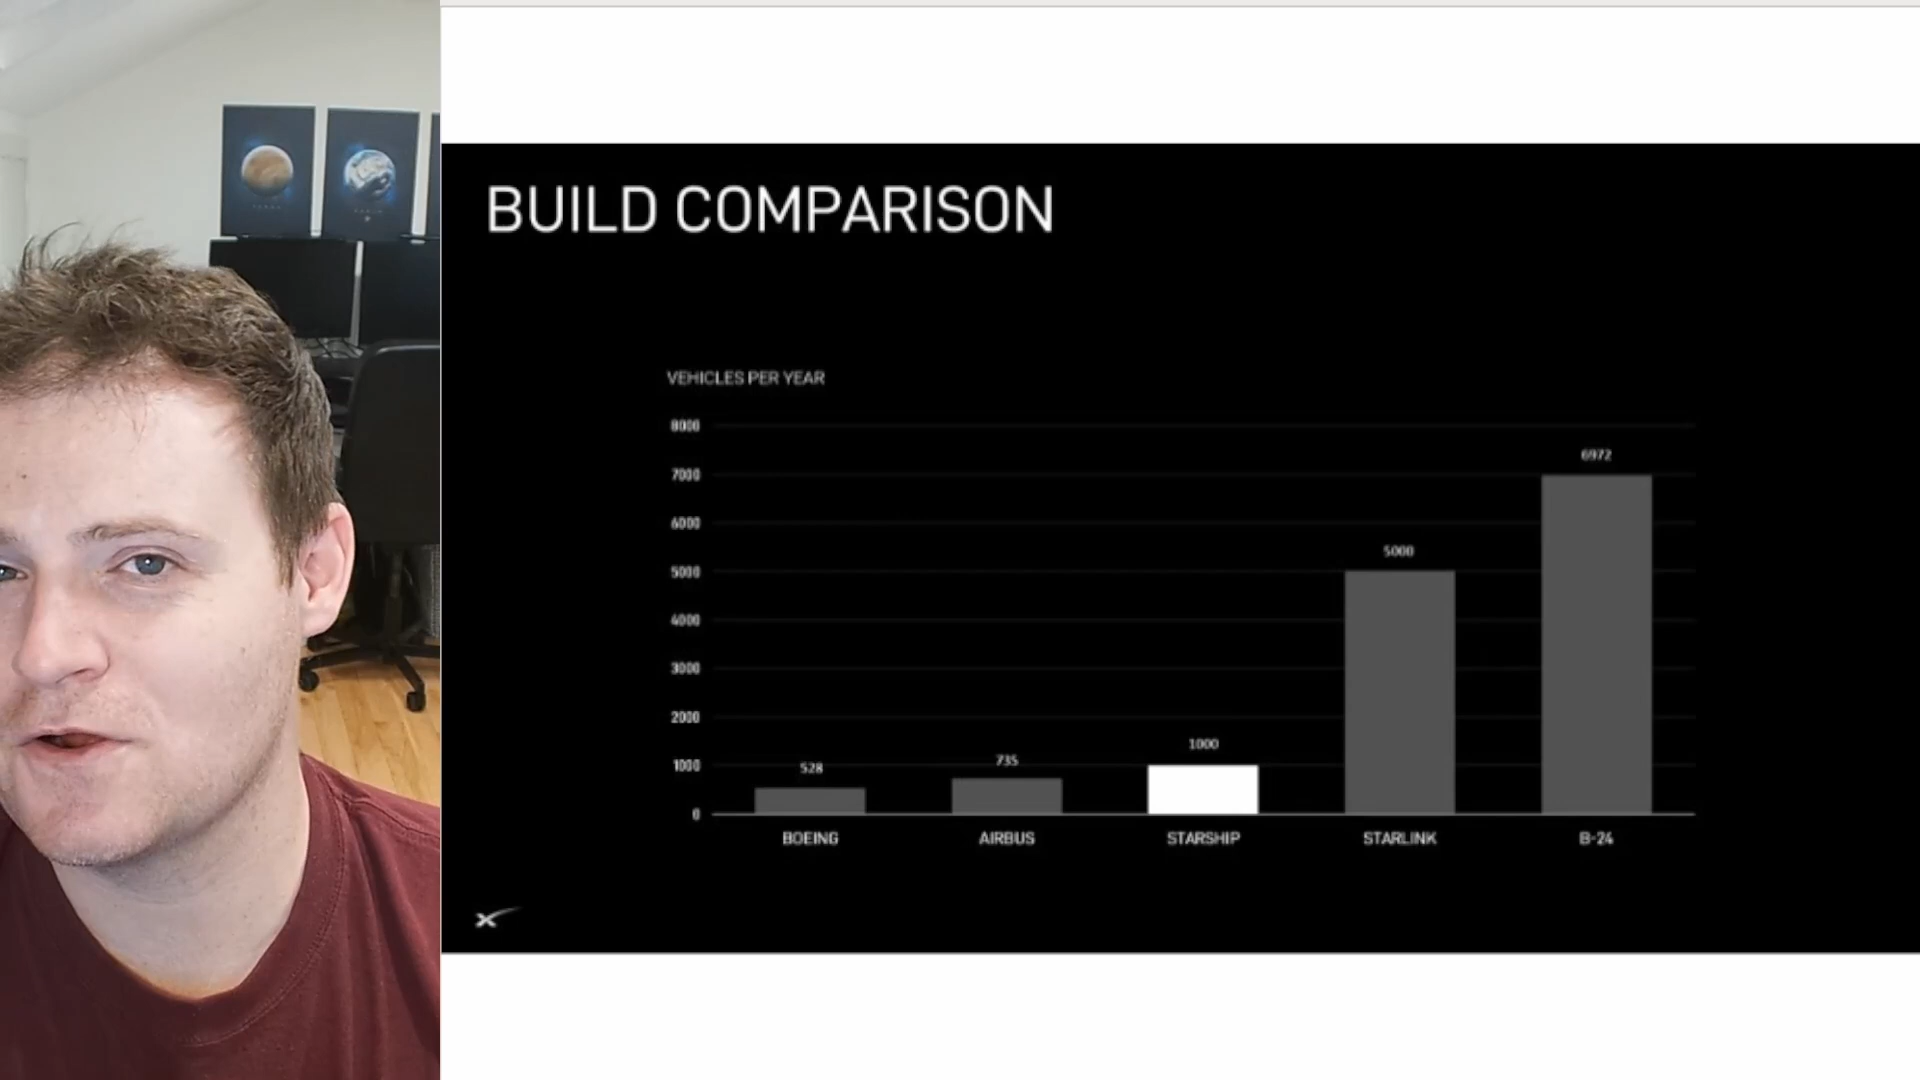 BUILD COMPARISON
VEHICLES PER YEAR
8000
7000
6000
5000
4000
3000
2000
1000
0
528
735
1000
5000
6972
BOEING
AIRBUS
STARSHIP
STARLINK
B-24